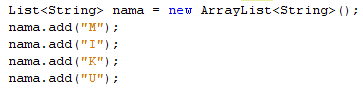 List<String> nama = new ArrayList<String>();
nama.add("M");
nama.add("I");
nama.add("K");
nama.add("U");